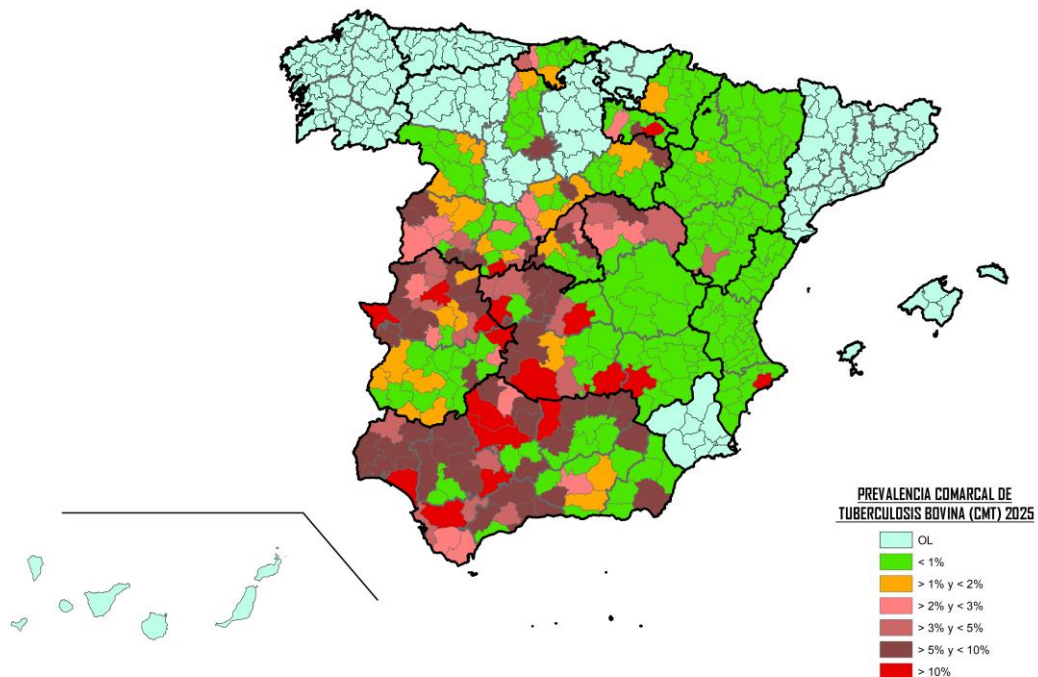 PREVALENCIA COMARCAL DE
TUBERCULOSIS BOVINA (CMT) 2025
OL
< 1%
> 1% y < 2%
> 2% y < 3%
> 3% y < 5%
> 5% y < 10%
> 10%